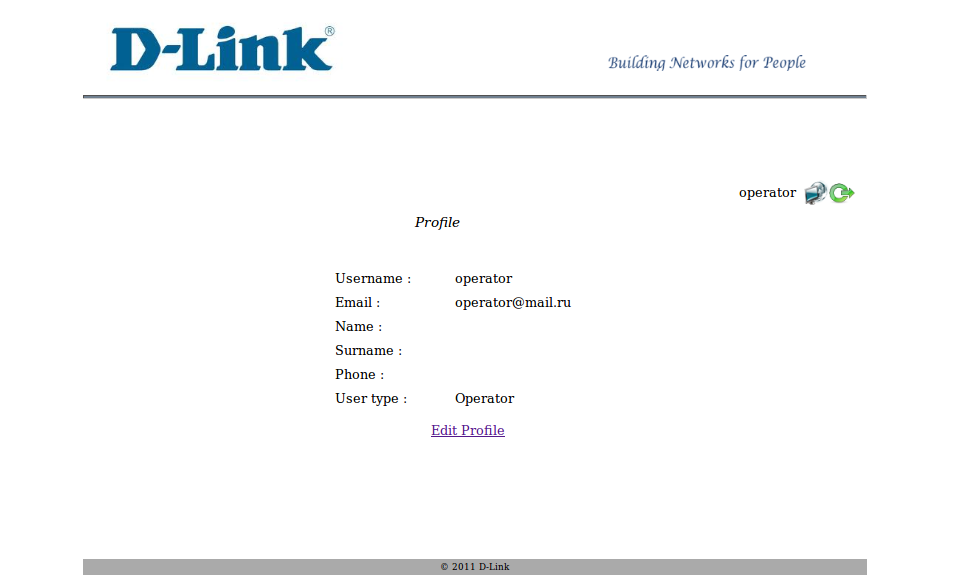 D-Link®
Building Networks for People
operator
Profile
Username : operator
Email : operator@mail.ru
Name :
Surname :
Phone :
User type : Operator
Edit Profile
© 2011 D-Link